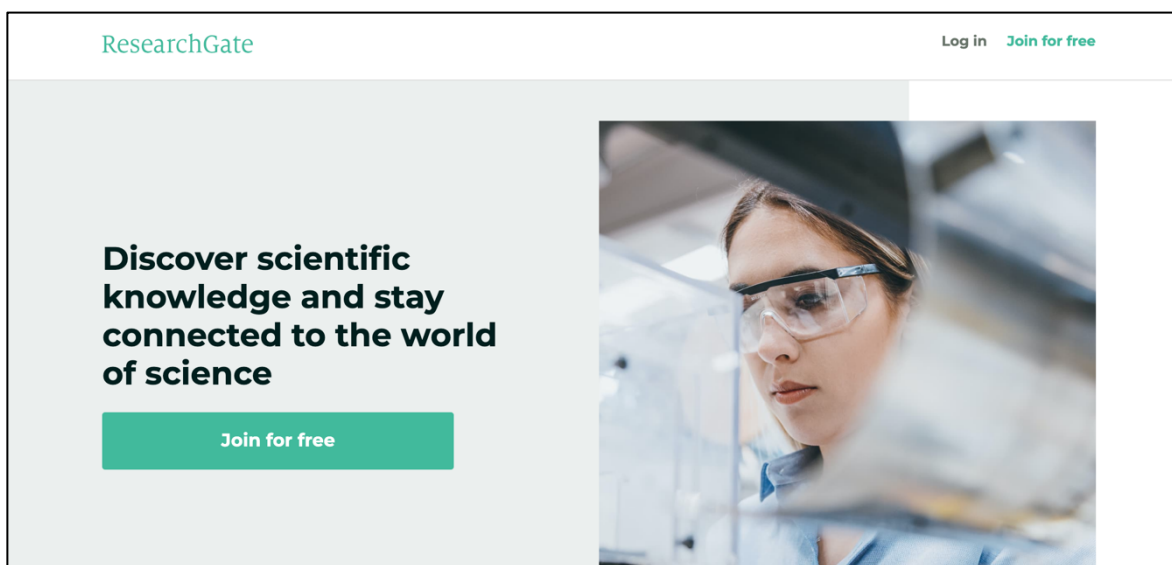 ResearchGate
Log in
Join for free
Discover scientific
knowledge and stay
connected to the world
of science
Join for free